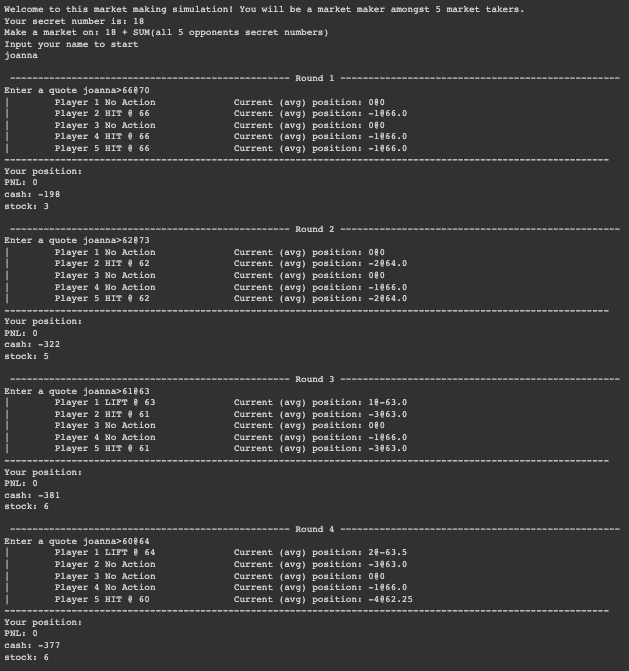 Welcome to this market making simulation! You will be a market maker amongst 5 market takers.
Your secret number is: 18
Make a market on: 18 + SUM(all 5 opponents secret numbers)
Input your name to start
joanna
---------------------------------------------- Round 1 ----------------------------------------------
Enter a quote joanna>66@70
| Player 1 No Action Current (avg) position: 0@0
| Player 2 HIT @ 66 Current (avg) position: -1@66.0
| Player 3 No Action Current (avg) position: 0@0
| Player 4 HIT @ 66 Current (avg) position: -1@66.0
| Player 5 HIT @ 66 Current (avg) position: -1@66.0
----------------------------------------------------------------------------------------------------
Your position:
PNL: 0
cash: -198
stock: 3
---------------------------------------------- Round 2 ----------------------------------------------
Enter a quote joanna>62@73
| Player 1 No Action Current (avg) position: 0@0
| Player 2 HIT @ 62 Current (avg) position: -2@64.0
| Player 3 No Action Current (avg) position: 0@0
| Player 4 No Action Current (avg) position: -1@66.0
| Player 5 HIT @ 62 Current (avg) position: -2@64.0
----------------------------------------------------------------------------------------------------
Your position:
PNL: 0
cash: -322
stock: 5
---------------------------------------------- Round 3 ----------------------------------------------
Enter a quote joanna>61@63
| Player 1 LIFT @ 63 Current (avg) position: 1@-63.0
| Player 2 HIT @ 61 Current (avg) position: -3@63.0
| Player 3 No Action Current (avg) position: 0@0
| Player 4 No Action Current (avg) position: -1@66.0
| Player 5 HIT @ 61 Current (avg) position: -3@63.0
----------------------------------------------------------------------------------------------------
Your position:
PNL: 0
cash: -381
stock: 6
---------------------------------------------- Round 4 ----------------------------------------------
Enter a quote joanna>60@64
| Player 1 LIFT @ 64 Current (avg) position: 2@-63.5
| Player 2 No Action Current (avg) position: -3@63.0
| Player 3 No Action Current (avg) position: 0@0
| Player 4 No Action Current (avg) position: -1@66.0
| Player 5 HIT @ 60 Current (avg) position: -4@62.25
----------------------------------------------------------------------------------------------------
Your position:
PNL: 0
cash: -377
stock: 6